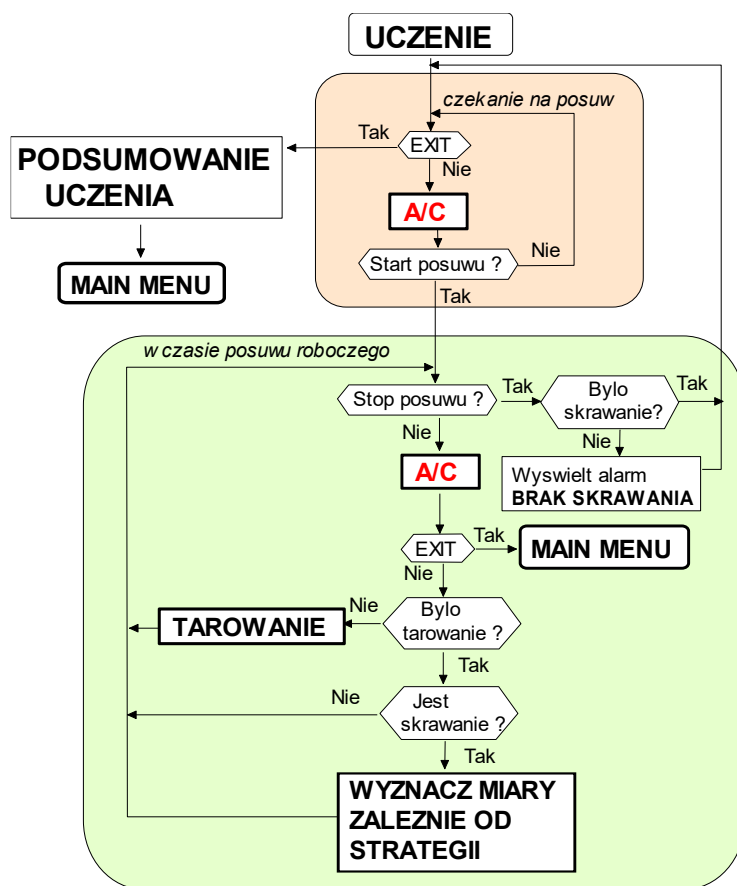 UCZENIE
czekanie na posuw
Tak
EXIT
Nie
PODSUMOWANIE
UCZENIA
A/C
Start posuwu ?
Nie
MAIN MENU
Tak
w czasie posuwu roboczego
Stop posuwu ?
Tak
Bylo
skrawanie?
Tak
Nie
Nie
A/C
Wyswielt alarm
BRAK SKRAWANIA
EXIT
Tak
MAIN MENU
Nie
Bylo
tarowanie ?
Nie
TAROWANIE
Tak
Jest
skrawanie ?
Nie
Tak
WYZNACZ MIARY
ZALEZNIE OD
STRATEGII